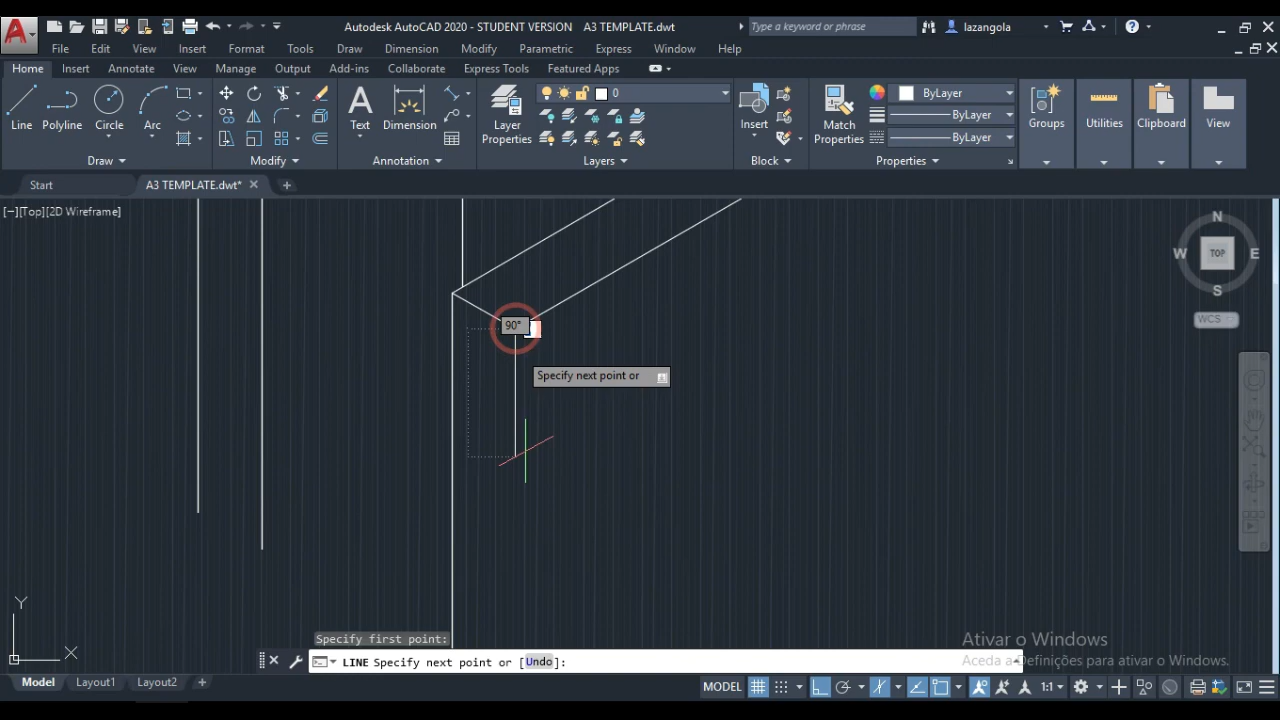 Autodesk AutoCAD 2020 - STUDENT VERSION A3 TEMPLATE.dwt
Type a keyword or phrase
lazangola
File Edit View Insert Format Tools Draw Dimension Modify Parametric Express Window Help
Home Insert Annotate View Manage Output Add-ins Collaborate Express Tools Featured Apps
0
ByLayer
ByLayer
ByLayer
Line Polyline Circle Arc Text Dimension Layer Properties Insert Match Properties Groups Utilities Clipboard View
Draw Modify Annotation Layers Block Properties
Start A3 TEMPLATE.dwt*
[−][Top][2D Wireframe]
N
W TOP E
S
WCS
90°
Specify next point or
Y
X
Specify first point:
LINE Specify next point or [Undo]:
Ativar o Windows
Aceda a Definições para ativar o Windows.
Model Layout1 Layout2
MODEL 1:1